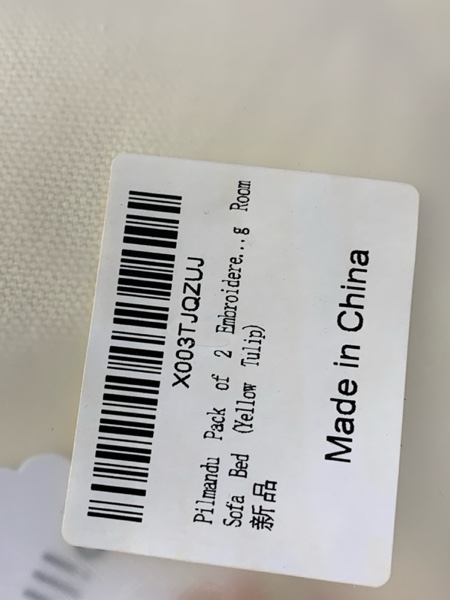 X003TJQZUJ
Pilmandu Pack of 2 Embroidere...g Room
Sofa Bed (Yellow Tulip)
新品
Made in China